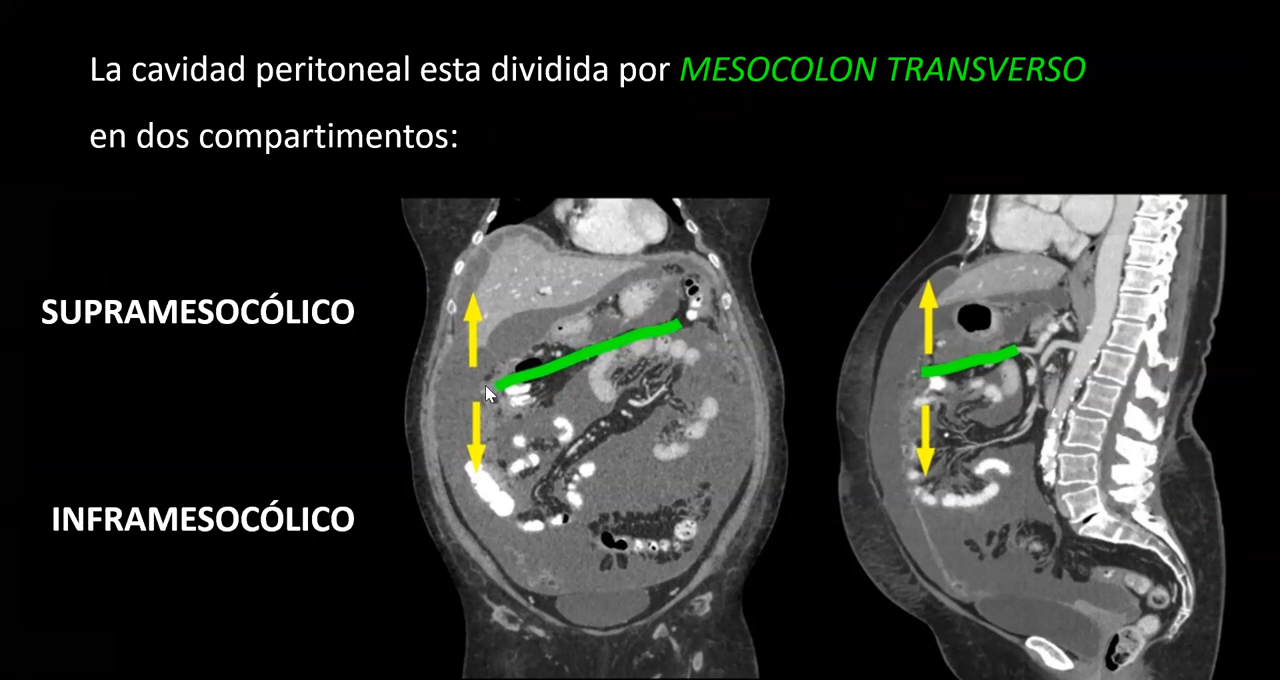 La cavidad peritoneal esta dividida por MESOCOLON TRANSVERSO
en dos compartimentos:
SUPRAMESOCÓLICO
INFRAMESOCÓLICO